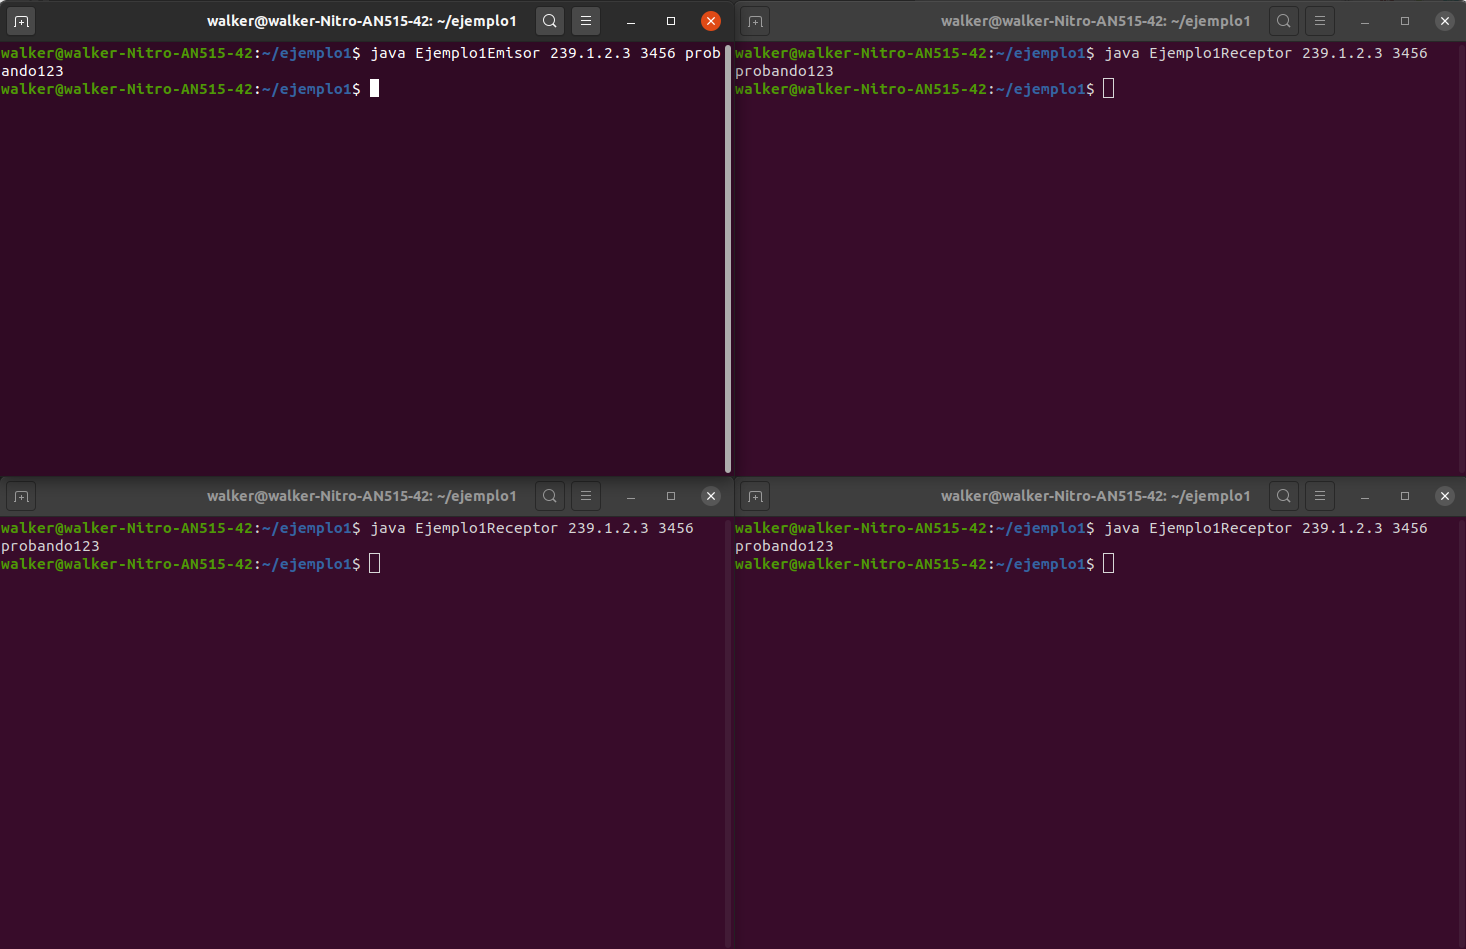 walker@walker-Nitro-AN515-42: ~/ejemplo1
walker@walker-Nitro-AN515-42:~/ejemplo1$ java Ejemplo1Emisor 239.1.2.3 3456 prob
ando123
walker@walker-Nitro-AN515-42:~/ejemplo1$
walker@walker-Nitro-AN515-42: ~/ejemplo1
walker@walker-Nitro-AN515-42:~/ejemplo1$ java Ejemplo1Receptor 239.1.2.3 3456
probando123
walker@walker-Nitro-AN515-42:~/ejemplo1$
walker@walker-Nitro-AN515-42: ~/ejemplo1
walker@walker-Nitro-AN515-42:~/ejemplo1$ java Ejemplo1Receptor 239.1.2.3 3456
probando123
walker@walker-Nitro-AN515-42:~/ejemplo1$
walker@walker-Nitro-AN515-42: ~/ejemplo1
walker@walker-Nitro-AN515-42:~/ejemplo1$ java Ejemplo1Receptor 239.1.2.3 3456
probando123
walker@walker-Nitro-AN515-42:~/ejemplo1$